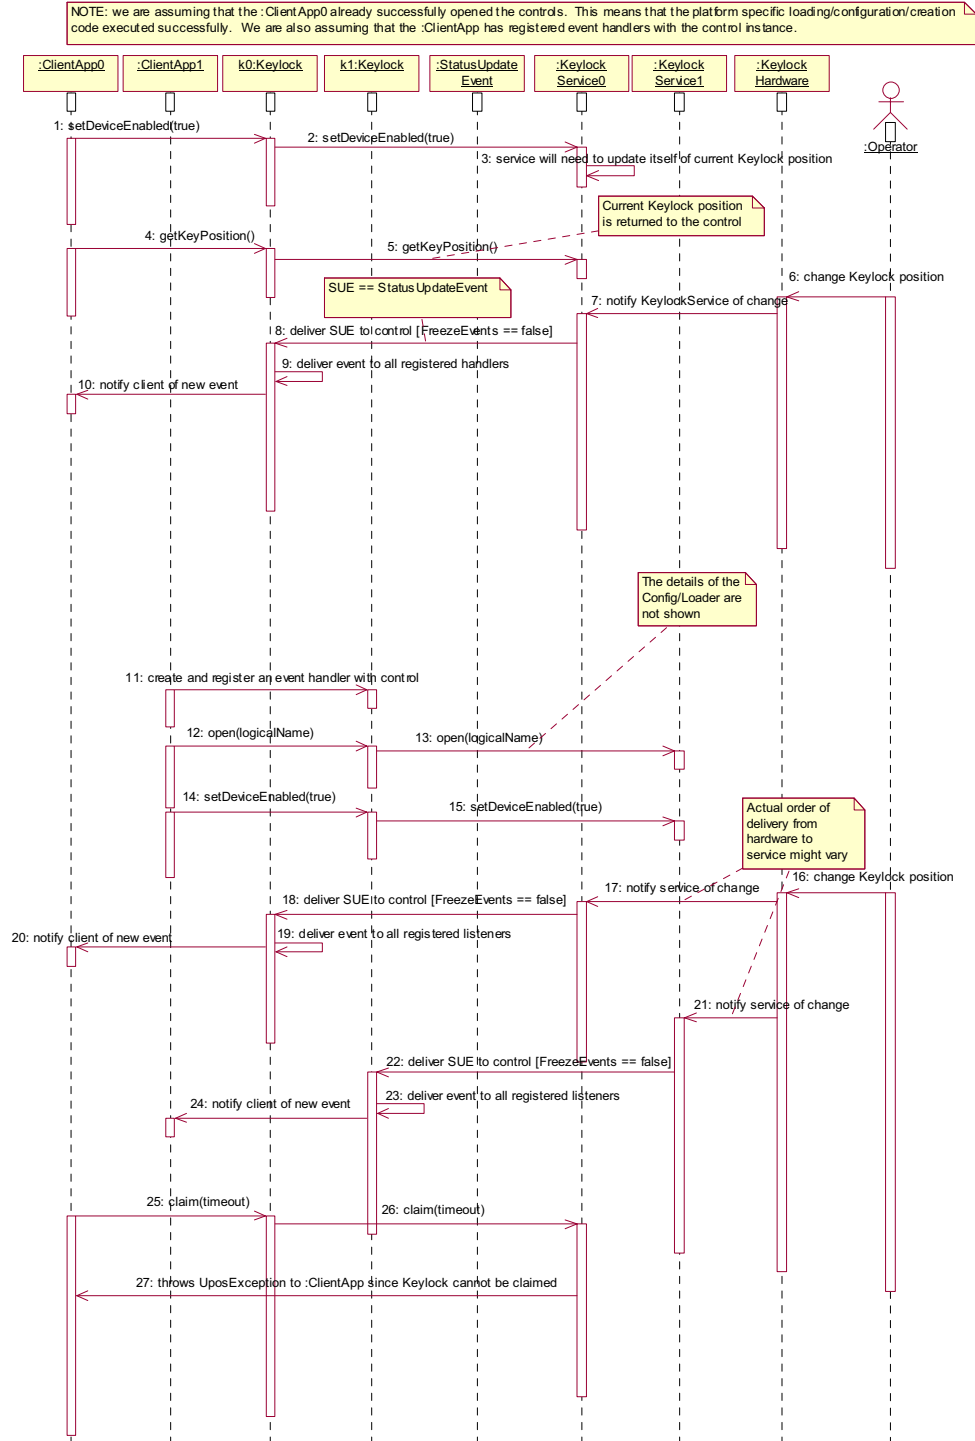 NOTE: we are assuming that the :ClientApp0 already successfully opened the controls. This means that the platform specific loading/configuration/creation
code executed successfully. We are also assuming that the :ClientApp has registered event handlers with the control instance.
:ClientApp0
:ClientApp1
k0:Keylock
k1:Keylock
:StatusUpdate
Event
:Keylock
Service0
:Keylock
Service1
:Keylock
Hardware
:Operator
1: setDeviceEnabled(true)
2: setDeviceEnabled(true)
3: service will need to update itself of current Keylock position
Current Keylock position
is returned to the control
4: getKeyPosition()
5: getKeyPosition()
6: change Keylock position
SUE == StatusUpdateEvent
7: notify KeylockService of change
8: deliver SUE to control [FreezeEvents == false]
9: deliver event to all registered handlers
10: notify client of new event
The details of the
Config/Loader are
not shown
11: create and register an event handler with control
12: open(logicalName)
13: open(logicalName)
14: setDeviceEnabled(true)
15: setDeviceEnabled(true)
Actual order of
delivery from
hardware to
service might vary
16: change Keylock position
17: notify service of change
18: deliver SUE to control [FreezeEvents == false]
19: deliver event to all registered listeners
20: notify client of new event
21: notify service of change
22: deliver SUE to control [FreezeEvents == false]
23: deliver event to all registered listeners
24: notify client of new event
25: claim(timeout)
26: claim(timeout)
27: throws UposException to :ClientApp since Keylock cannot be claimed